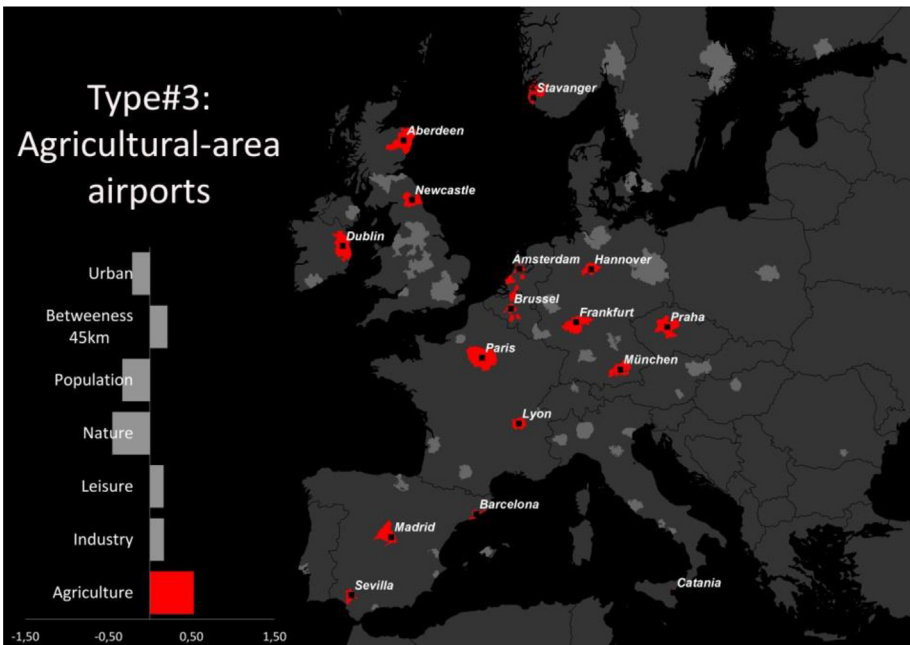 Type#3:
Agricultural-area
airports
Urban
Betweeness
45km
Population
Nature
Leisure
Industry
Agriculture
-1,50
-0,50
0,50
1,50
Stavanger
Aberdeen
Newcastle
Dublin
Amsterdam
Hannover
Brussel
Frankfurt
Praha
Paris
München
Lyon
Barcelona
Madrid
Sevilla
Catania